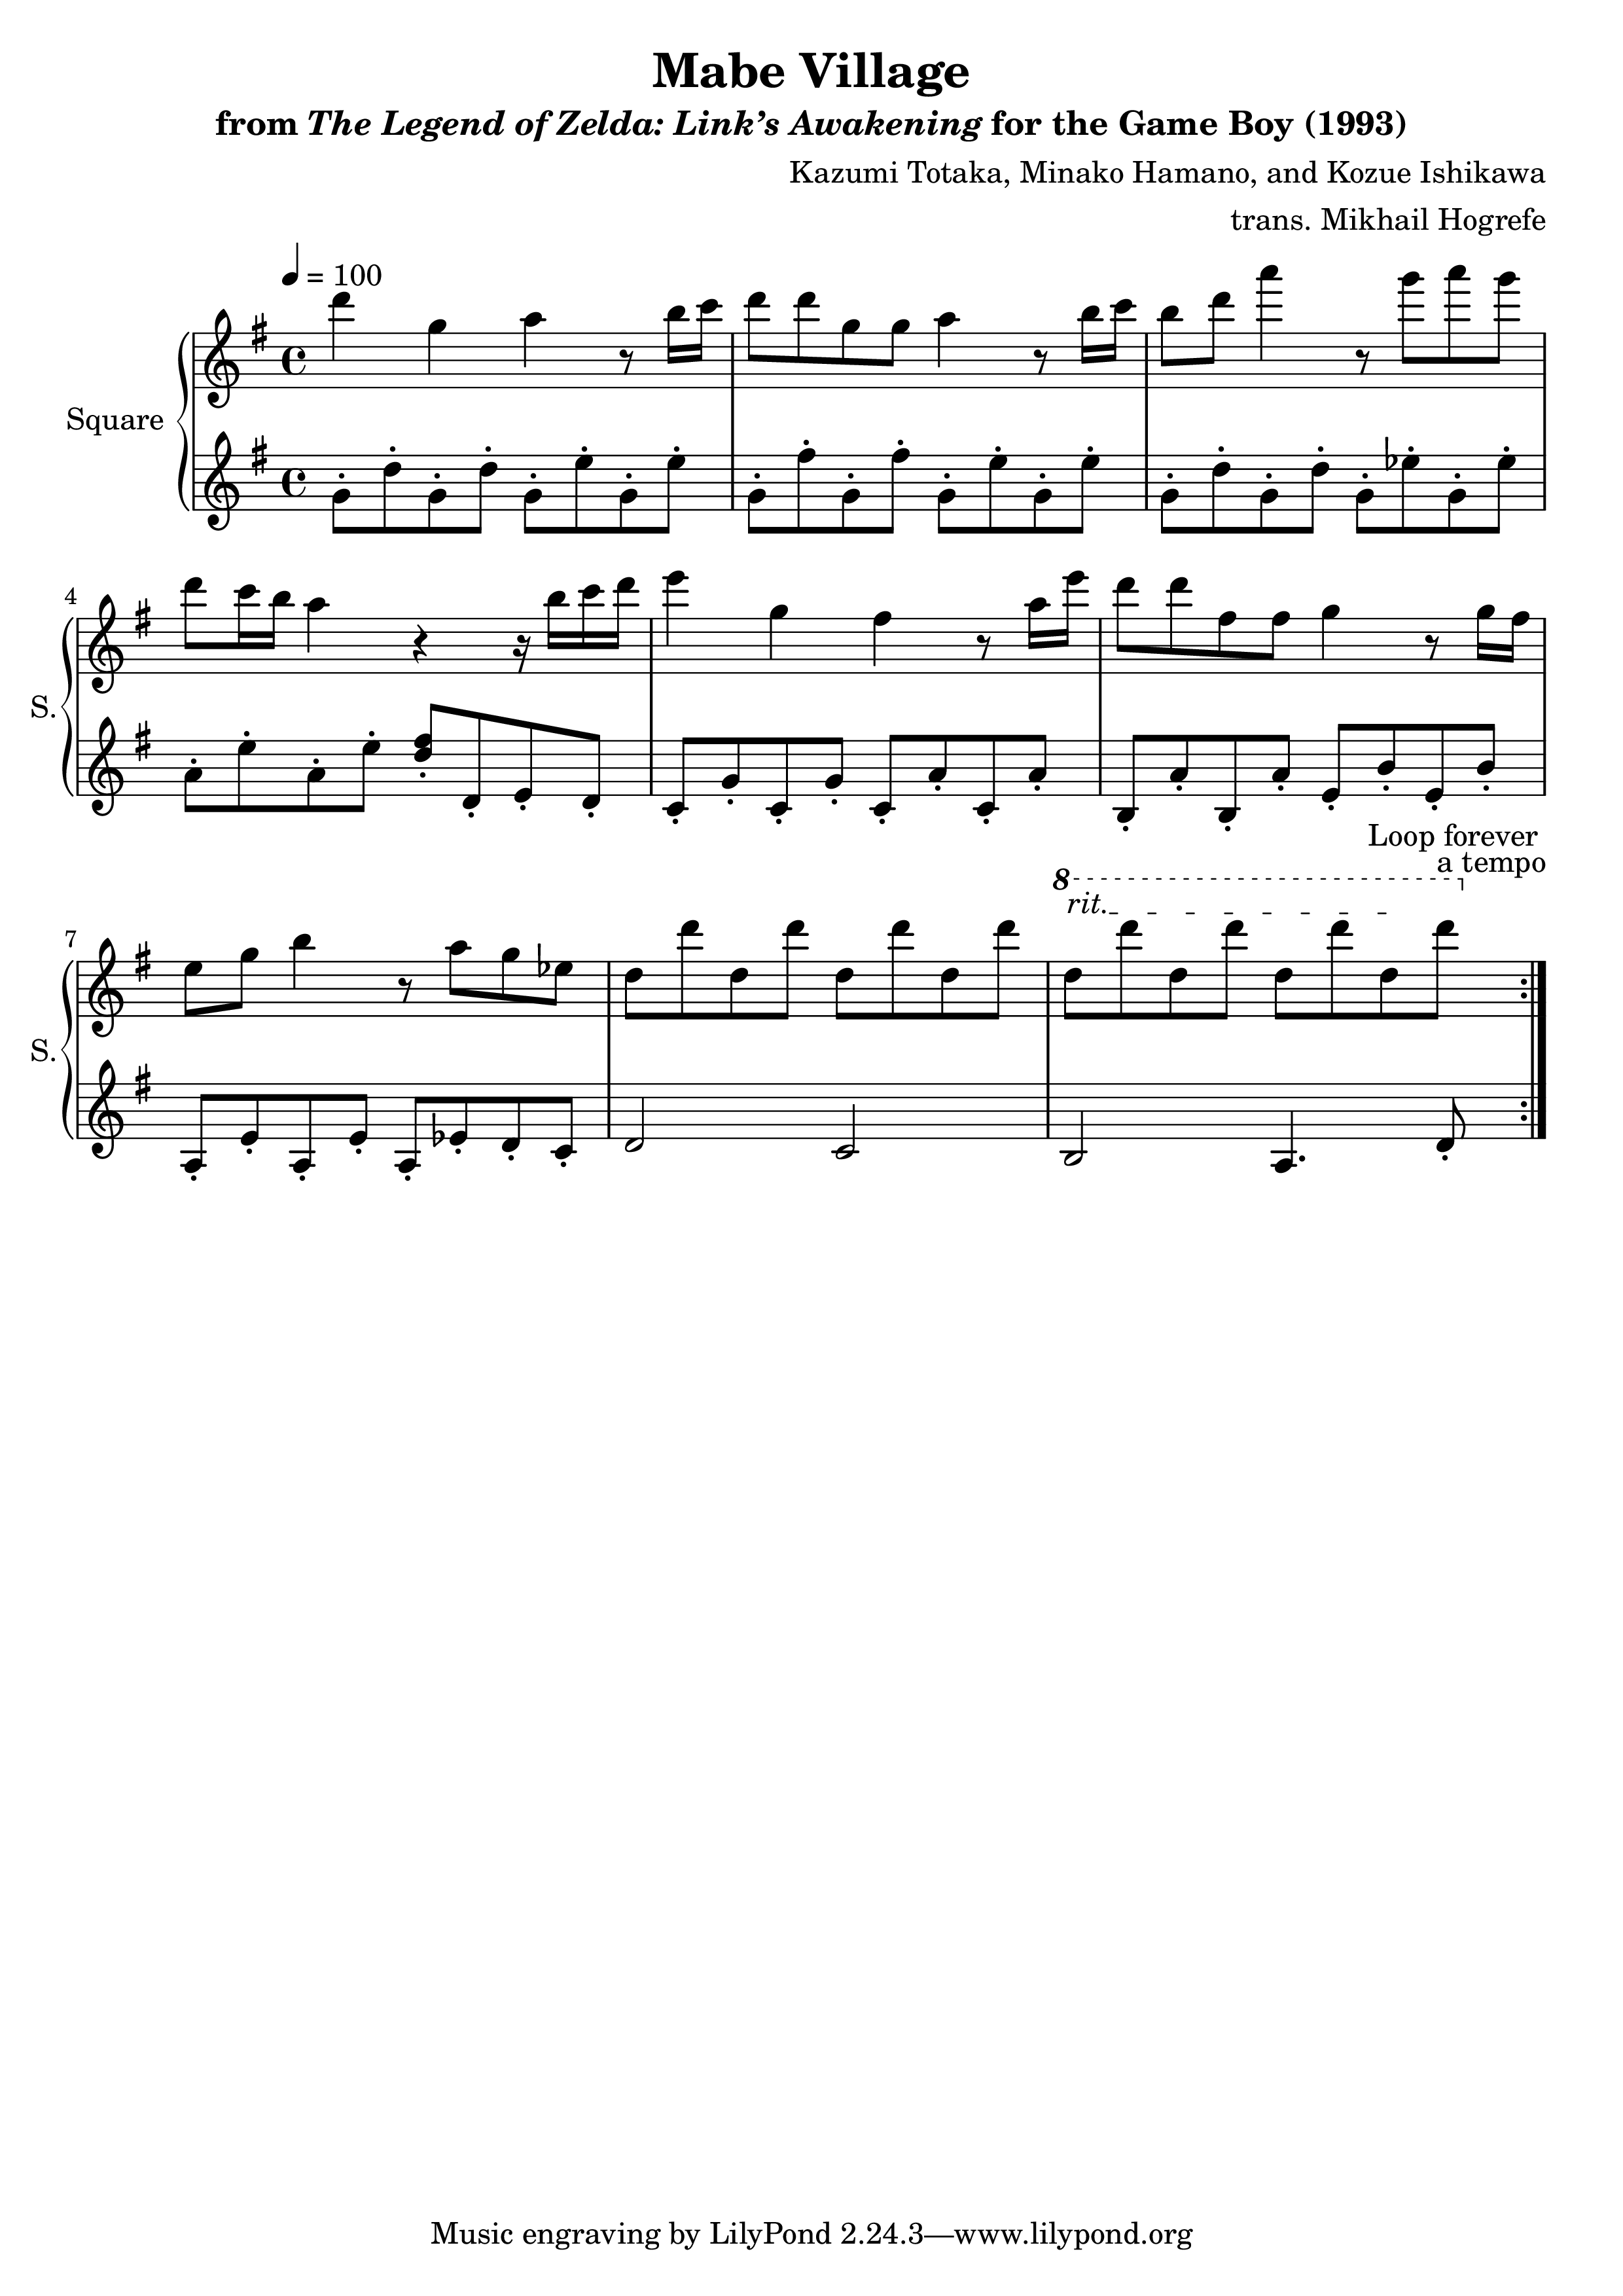 Mabe Village
from The Legend of Zelda: Link’s Awakening for the Game Boy (1993)
Kazumi Totaka, Minako Hamano, and Kozue Ishikawa
trans. Mikhail Hogrefe
= 100
Square
4
S.
Loop forever
a tempo
8
rit.
7
S.
Music engraving by LilyPond 2.24.3—www.lilypond.org